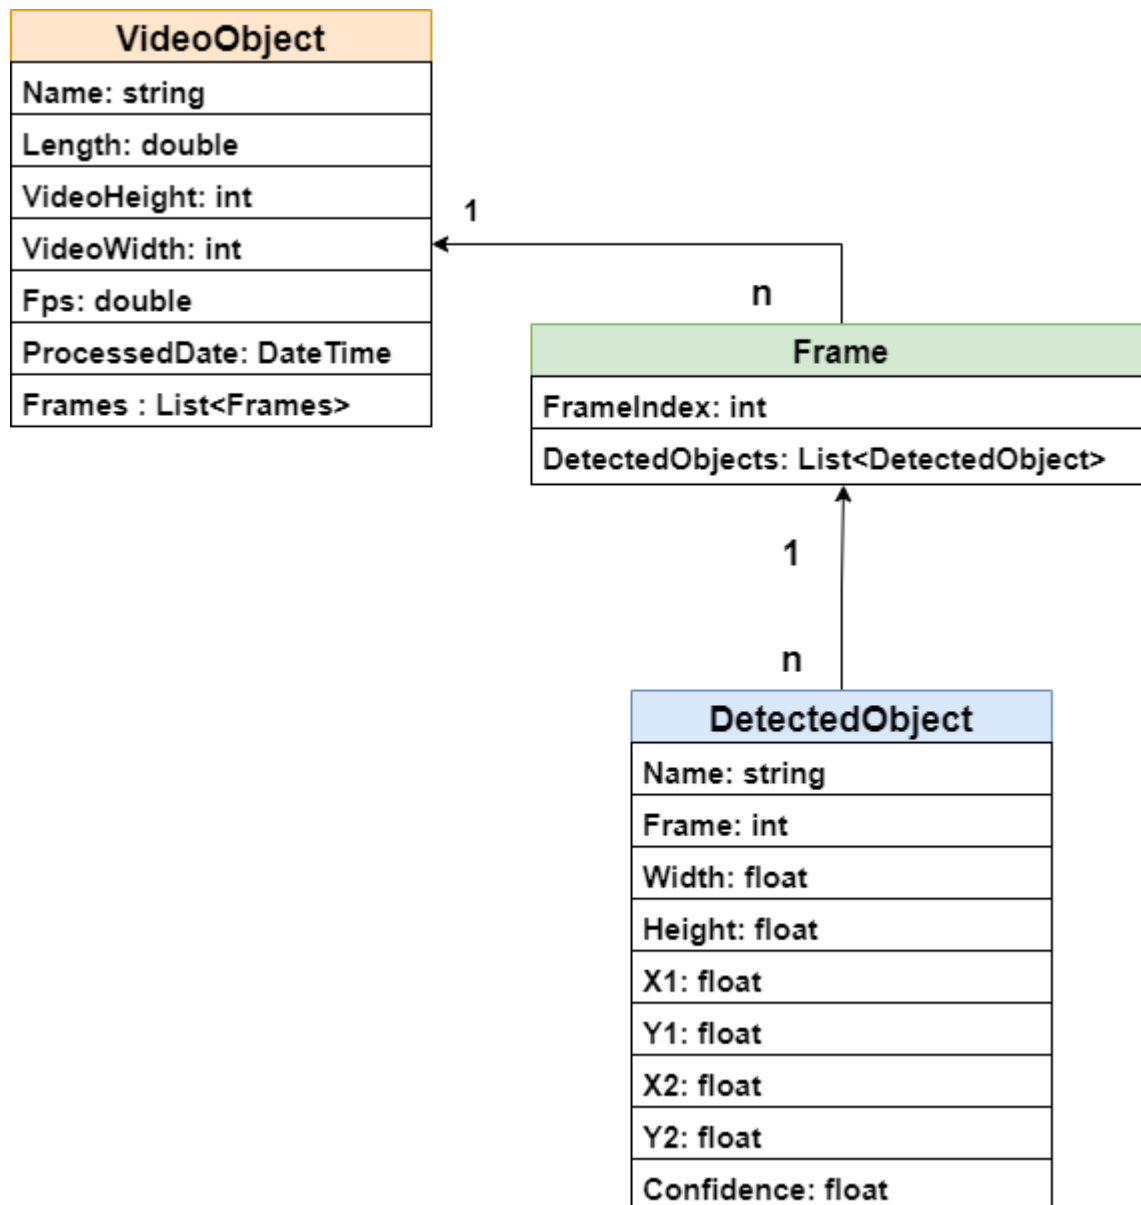 VideoObject
Name: string
Length: double
VideoHeight: int
VideoWidth: int
Fps: double
ProcessedDate: DateTime
Frames : List<Frames>
1
n
Frame
FrameIndex: int
DetectedObjects: List<DetectedObject>
1
n
DetectedObject
Name: string
Frame: int
Width: float
Height: float
X1: float
Y1: float
X2: float
Y2: float
Confidence: float